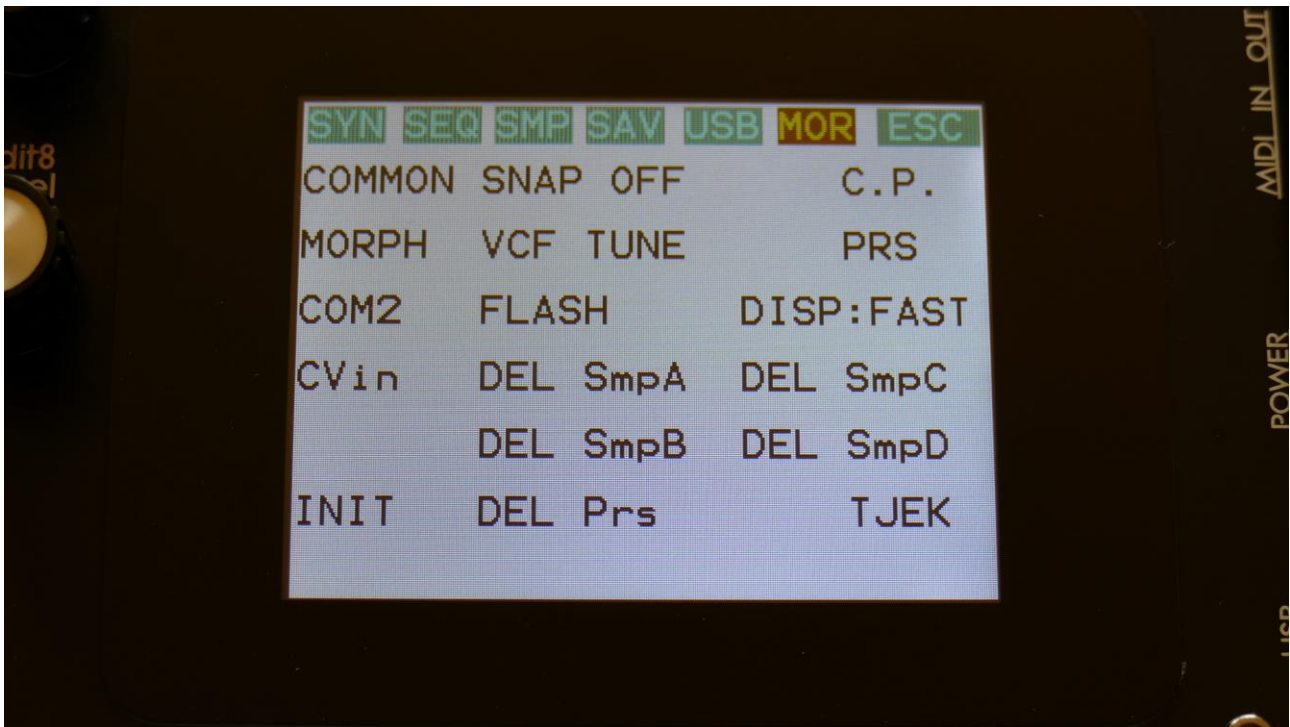 SYN SEQ SMP SAV USB MOR ESC
COMMON SNAP OFF C.P.
MORPH VCF TUNE PRS
COM2 FLASH DISP:FAST
CVin DEL SmpA DEL SmpC
DEL SmpB DEL SmpD
INIT DEL Prs TJEK
MIDI IN OUT
POWER
USB